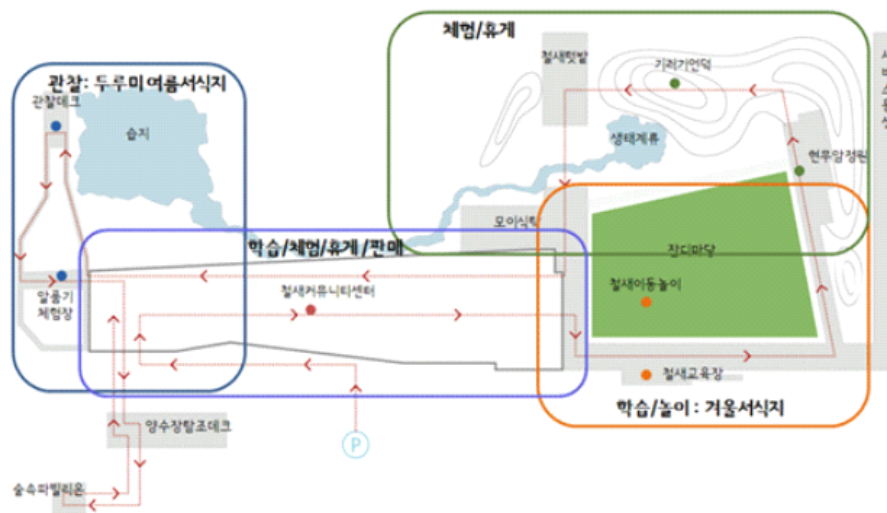 체험/휴게
철새텃밭
기러기언덕
관찰: 두루미여름서식지
관찰데크
습지
생태계류
현무암정원
모이식탁
잔디마당
학습/체험/휴게/판매
알품기
체험장
철새커뮤니티센터
철새이동놀이
철새교육장
학습/놀이 : 겨울서식지
양수장탐조데크
P
숲속파빌리온